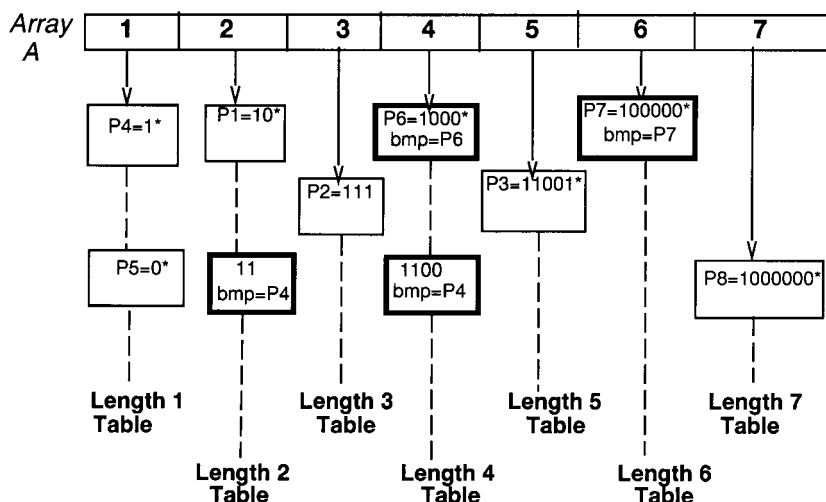 Array A
1 2 3 4 5 6 7
P4=1*
P1=10*
P6=1000*
bmp=P6
P7=100000*
bmp=P7
P2=111
P3=11001*
P5=0*
11
bmp=P4
1100
bmp=P4
P8=1000000*
Length 1
Table
Length 3
Table
Length 5
Table
Length 7
Table
Length 2
Table
Length 4
Table
Length 6
Table